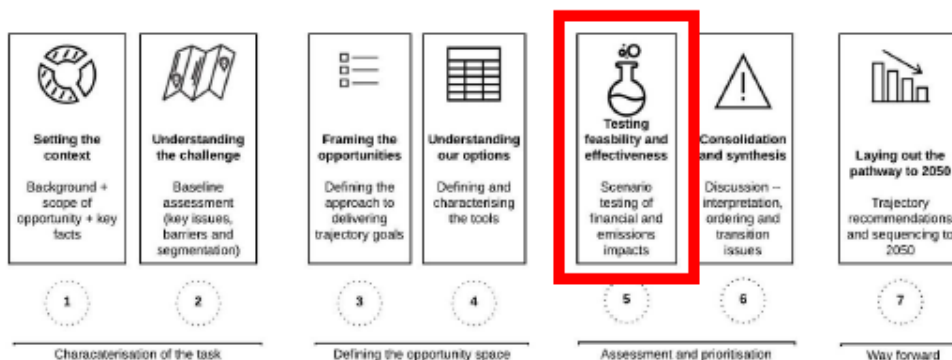 Setting the
context
Background +
scope of
opportunity + key
facts
1
Understanding
the challenge
Baseline
assessment
(key issues,
barriers and
segmentation)
2
Characaterisation of the task
Framing the
opportunities
Defining the
approach to
delivering
trajectory goals
3
Understanding
our options
Defining and
characterising
the tools
4
Defining the opportunity space
Testing
feasbility and
effectiveness
Scenario
testing of
financial and
emissions
impacts
5
Consolidation
and synthesis
Discussion --
interpretation,
ordering and
transition
issues
6
Assessment and prioritisation
Laying out the
pathway to 2050
Trajectory
recommendations
and sequencing to
2050
7
Way forward